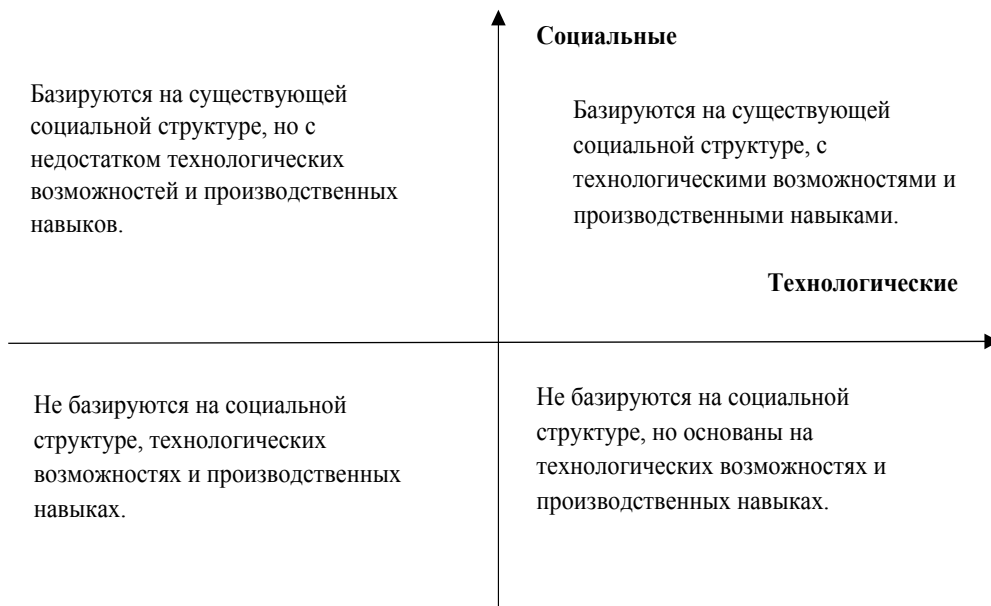 Социальные
Базируются на существующей
социальной структуре, но с
недостатком технологических
возможностей и производственных
навыков.
Базируются на существующей
социальной структуре, с
технологическими возможностями и
производственными навыками.
Технологические
Не базируются на социальной
структуре, технологических
возможностях и производственных
навыках.
Не базируются на социальной
структуре, но основаны на
технологических возможностях и
производственных навыках.